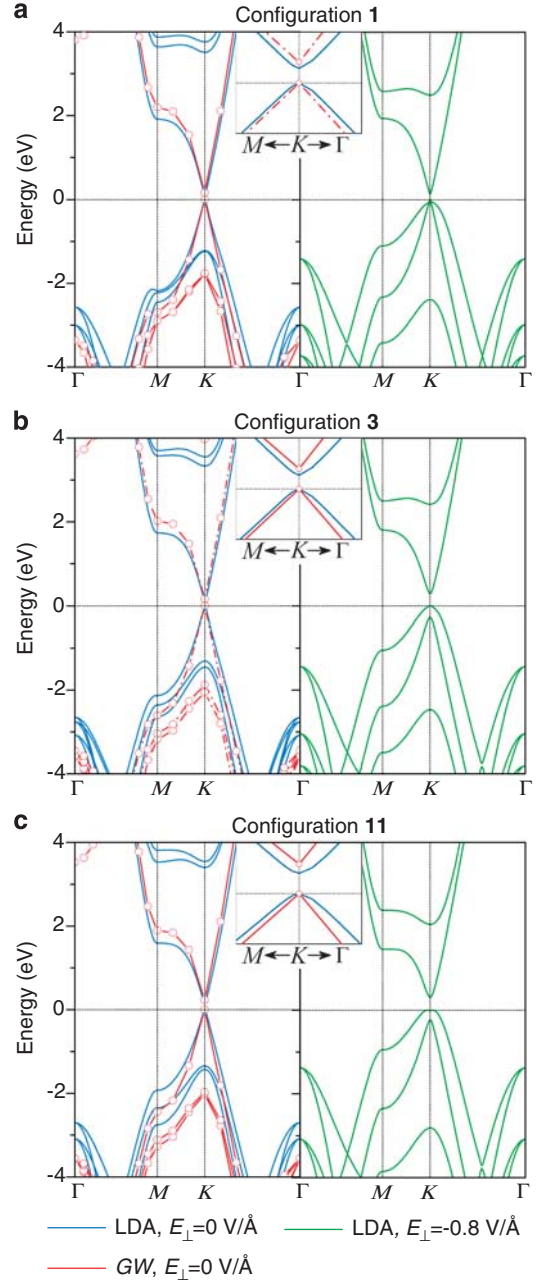 a
Configuration 1
4
2
0
-2
-4
Energy (eV)
M←K→Γ
Γ M K Γ M K Γ
b
Configuration 3
4
2
0
-2
-4
Energy (eV)
M←K→Γ
Γ M K Γ M K Γ
c
Configuration 11
4
2
0
-2
-4
Energy (eV)
M←K→Γ
Γ M K Γ M K Γ
LDA, E⊥=0 V/Å LDA, E⊥=-0.8 V/Å
GW, E⊥=0 V/Å